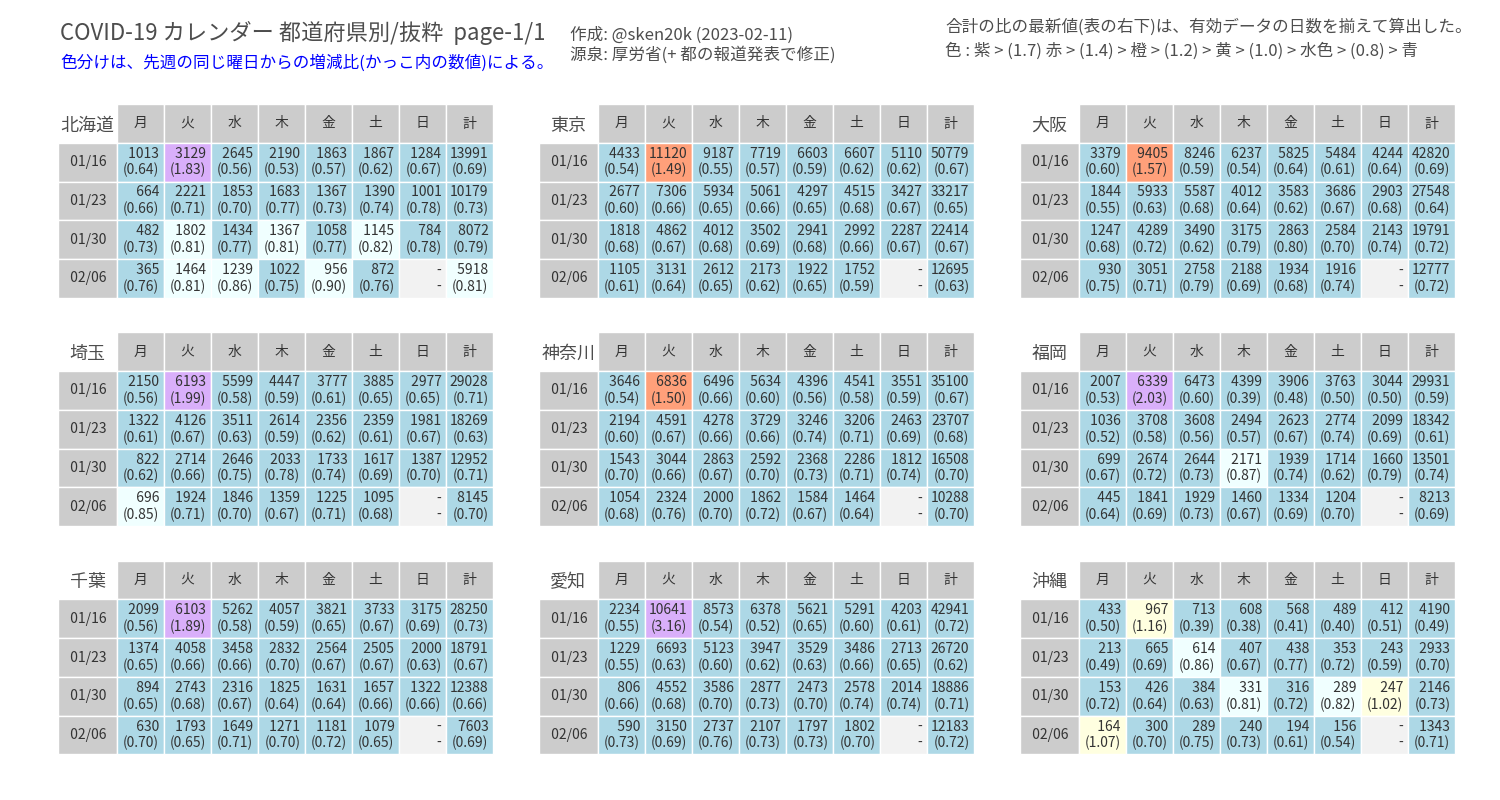 COVID-19 カレンダー 都道府県別/抜粋 page-1/1
色分けは、先週の同じ曜日からの増減比(かっこ内の数値)による。
作成: @sken20k (2023-02-11)
源泉: 厚労省(+ 都の報道発表で修正)
合計の比の最新値(表の右下)は、有効データの日数を揃えて算出した。
色 : 紫 > (1.7) 赤 > (1.4) > 橙 > (1.2) > 黄 > (1.0) > 水色 > (0.8) > 青
北海道 月 火 水 木 金 土 日 計
01/16 1013 3129 2645 2190 1863 1867 1284 13991
(0.64) (1.83) (0.56) (0.53) (0.57) (0.62) (0.67) (0.69)
01/23 664 2221 1853 1683 1367 1390 1001 10179
(0.66) (0.71) (0.70) (0.77) (0.73) (0.74) (0.78) (0.73)
01/30 482 1802 1434 1367 1058 1145 784 8072
(0.73) (0.81) (0.77) (0.81) (0.77) (0.82) (0.78) (0.79)
02/06 365 1464 1239 1022 956 872 - 5918
(0.76) (0.81) (0.86) (0.75) (0.90) (0.76) - (0.81)
東京 月 火 水 木 金 土 日 計
01/16 4433 11120 9187 7719 6603 6607 5110 50779
(0.54) (1.49) (0.55) (0.57) (0.59) (0.62) (0.62) (0.67)
01/23 2677 7306 5934 5061 4297 4515 3427 33217
(0.60) (0.66) (0.65) (0.66) (0.65) (0.68) (0.67) (0.65)
01/30 1818 4862 4012 3502 2941 2992 2287 22414
(0.68) (0.67) (0.68) (0.69) (0.68) (0.66) (0.67) (0.67)
02/06 1105 3131 2612 2173 1922 1752 - 12695
(0.61) (0.64) (0.65) (0.62) (0.65) (0.59) - (0.63)
大阪 月 火 水 木 金 土 日 計
01/16 3379 9405 8246 6237 5825 5484 4244 42820
(0.60) (1.57) (0.59) (0.54) (0.64) (0.61) (0.64) (0.69)
01/23 1844 5933 5587 4012 3583 3686 2903 27548
(0.55) (0.63) (0.68) (0.64) (0.62) (0.67) (0.68) (0.64)
01/30 1247 4289 3490 3175 2863 2584 2143 19791
(0.68) (0.72) (0.62) (0.79) (0.80) (0.70) (0.74) (0.72)
02/06 930 3051 2758 2188 1934 1916 - 12777
(0.75) (0.71) (0.79) (0.69) (0.68) (0.74) - (0.72)
埼玉 月 火 水 木 金 土 日 計
01/16 2150 6193 5599 4447 3777 3885 2977 29028
(0.56) (1.99) (0.58) (0.59) (0.61) (0.65) (0.65) (0.71)
01/23 1322 4126 3511 2614 2356 2359 1981 18269
(0.61) (0.67) (0.63) (0.59) (0.62) (0.61) (0.67) (0.63)
01/30 822 2714 2646 2033 1733 1617 1387 12952
(0.62) (0.66) (0.75) (0.78) (0.74) (0.69) (0.70) (0.71)
02/06 696 1924 1846 1359 1225 1095 - 8145
(0.85) (0.71) (0.70) (0.67) (0.71) (0.68) - (0.70)
神奈川 月 火 水 木 金 土 日 計
01/16 3646 6836 6496 5634 4396 4541 3551 35100
(0.54) (1.50) (0.66) (0.60) (0.56) (0.58) (0.59) (0.67)
01/23 2194 4591 4278 3729 3246 3206 2463 23707
(0.60) (0.67) (0.66) (0.66) (0.74) (0.71) (0.69) (0.68)
01/30 1543 3044 2863 2592 2368 2286 1812 16508
(0.70) (0.66) (0.67) (0.70) (0.73) (0.71) (0.74) (0.70)
02/06 1054 2324 2000 1862 1584 1464 - 10288
(0.68) (0.76) (0.70) (0.72) (0.67) (0.64) - (0.70)
福岡 月 火 水 木 金 土 日 計
01/16 2007 6339 6473 4399 3906 3763 3044 29931
(0.53) (2.03) (0.60) (0.39) (0.48) (0.50) (0.50) (0.59)
01/23 1036 3708 3608 2494 2623 2774 2099 18342
(0.52) (0.58) (0.56) (0.57) (0.67) (0.74) (0.69) (0.61)
01/30 699 2674 2644 2171 1939 1714 1660 13501
(0.67) (0.72) (0.73) (0.87) (0.74) (0.62) (0.79) (0.74)
02/06 445 1841 1929 1460 1334 1204 - 8213
(0.64) (0.69) (0.73) (0.67) (0.69) (0.70) - (0.69)
千葉 月 火 水 木 金 土 日 計
01/16 2099 6103 5262 4057 3821 3733 3175 28250
(0.56) (1.89) (0.58) (0.59) (0.65) (0.67) (0.69) (0.73)
01/23 1374 4058 3458 2832 2564 2505 2000 18791
(0.65) (0.66) (0.66) (0.70) (0.67) (0.67) (0.63) (0.67)
01/30 894 2743 2316 1825 1631 1657 1322 12388
(0.65) (0.68) (0.67) (0.64) (0.64) (0.66) (0.66) (0.66)
02/06 630 1793 1649 1271 1181 1079 - 7603
(0.70) (0.65) (0.71) (0.70) (0.72) (0.65) - (0.69)
愛知 月 火 水 木 金 土 日 計
01/16 2234 10641 8573 6378 5621 5291 4203 42941
(0.55) (3.16) (0.54) (0.52) (0.65) (0.60) (0.61) (0.72)
01/23 1229 6693 5123 3947 3529 3486 2713 26720
(0.55) (0.63) (0.60) (0.62) (0.63) (0.66) (0.65) (0.62)
01/30 806 4552 3586 2877 2473 2578 2014 18886
(0.66) (0.68) (0.70) (0.73) (0.70) (0.74) (0.74) (0.71)
02/06 590 3150 2737 2107 1797 1802 - 12183
(0.73) (0.69) (0.76) (0.73) (0.73) (0.70) - (0.72)
沖縄 月 火 水 木 金 土 日 計
01/16 433 967 713 608 568 489 412 4190
(0.50) (1.16) (0.39) (0.38) (0.41) (0.40) (0.51) (0.49)
01/23 213 665 614 407 438 353 243 2933
(0.49) (0.69) (0.86) (0.67) (0.77) (0.72) (0.59) (0.70)
01/30 153 426 384 331 316 289 247 2146
(0.72) (0.64) (0.63) (0.81) (0.72) (0.82) (1.02) (0.73)
02/06 164 300 289 240 194 156 - 1343
(1.07) (0.70) (0.75) (0.73) (0.61) (0.54) - (0.71)